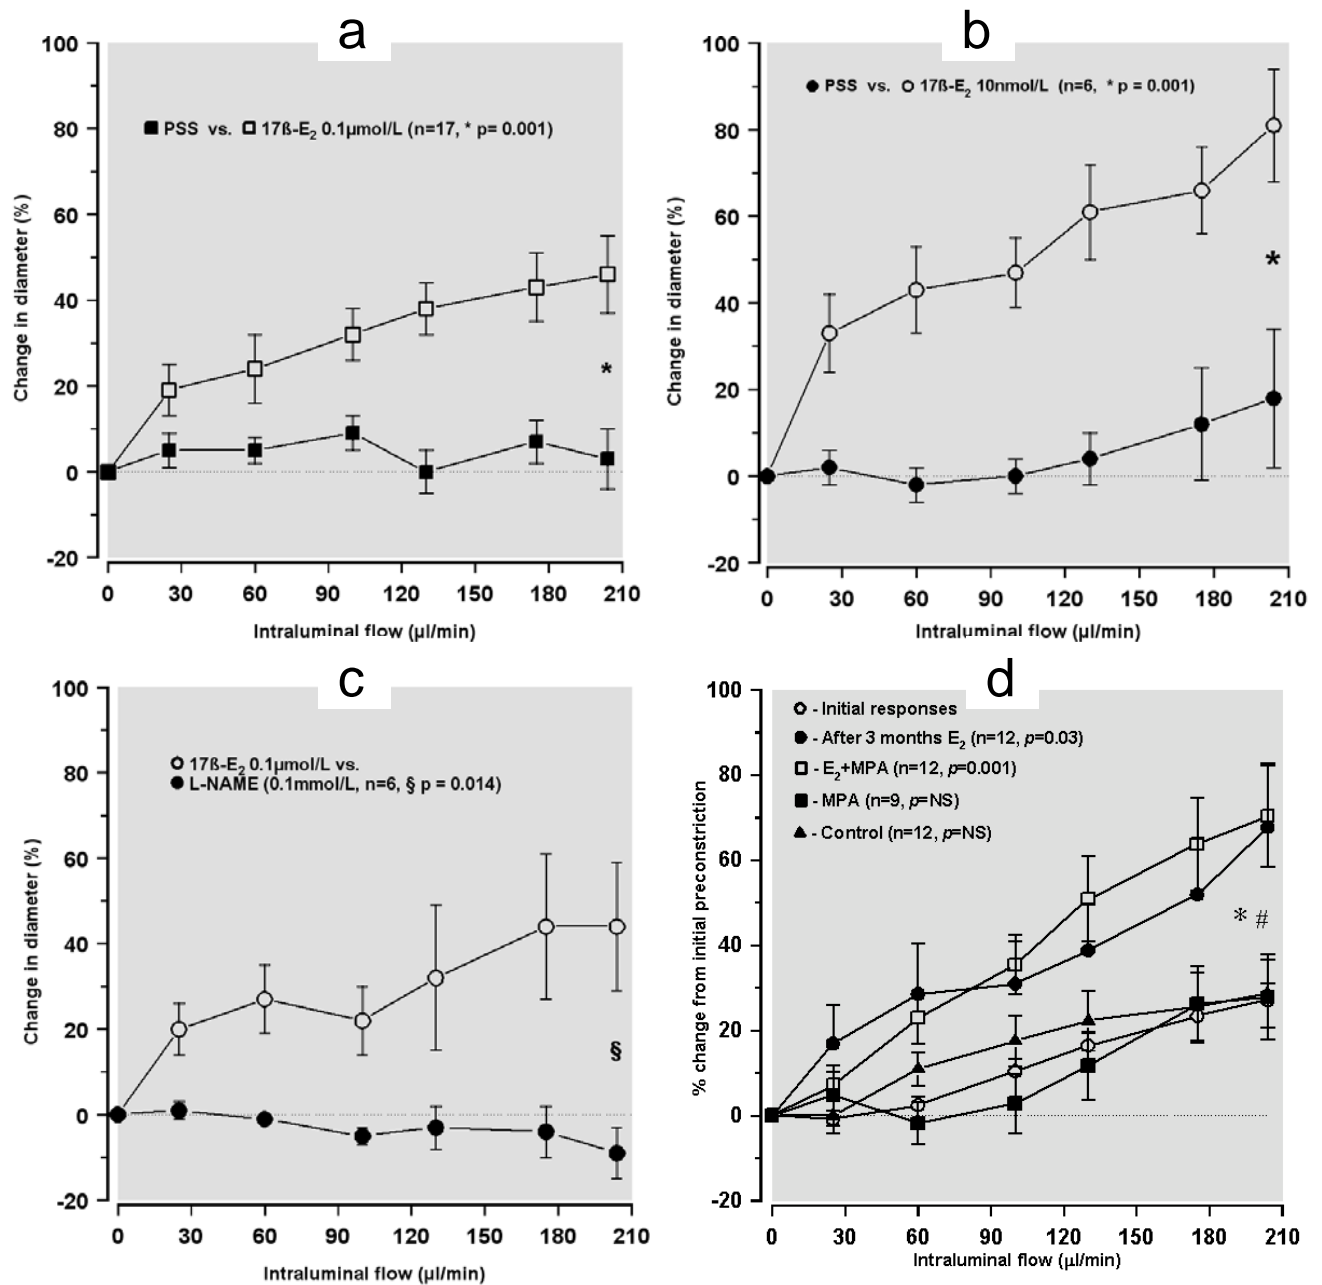 a
100
80
60
40
20
0
-20
Change in diameter (%)
■ PSS vs. □ 17ß-E₂ 0.1µmol/L (n=17, * p= 0.001)
*
0 30 60 90 120 150 180 210
Intraluminal flow (µl/min)
b
100
80
60
40
20
0
-20
Change in diameter (%)
● PSS vs. ○ 17ß-E₂ 10nmol/L (n=6, * p = 0.001)
*
0 30 60 90 120 150 180 210
Intraluminal flow (µl/min)
c
100
80
60
40
20
0
-20
Change in diameter (%)
○ 17ß-E₂ 0.1µmol/L vs.
● L-NAME (0.1mmol/L, n=6, § p = 0.014)
§
0 30 60 90 120 150 180 210
Intraluminal flow (µl/min)
d
100
80
60
40
20
0
-20
% change from initial preconstriction
○ - Initial responses
● - After 3 months E₂ (n=12, p=0.03)
□ - E₂+MPA (n=12, p=0.001)
■ - MPA (n=9, p=NS)
▲ - Control (n=12, p=NS)
* #
0 30 60 90 120 150 180 210
Intraluminal flow (µl/min)